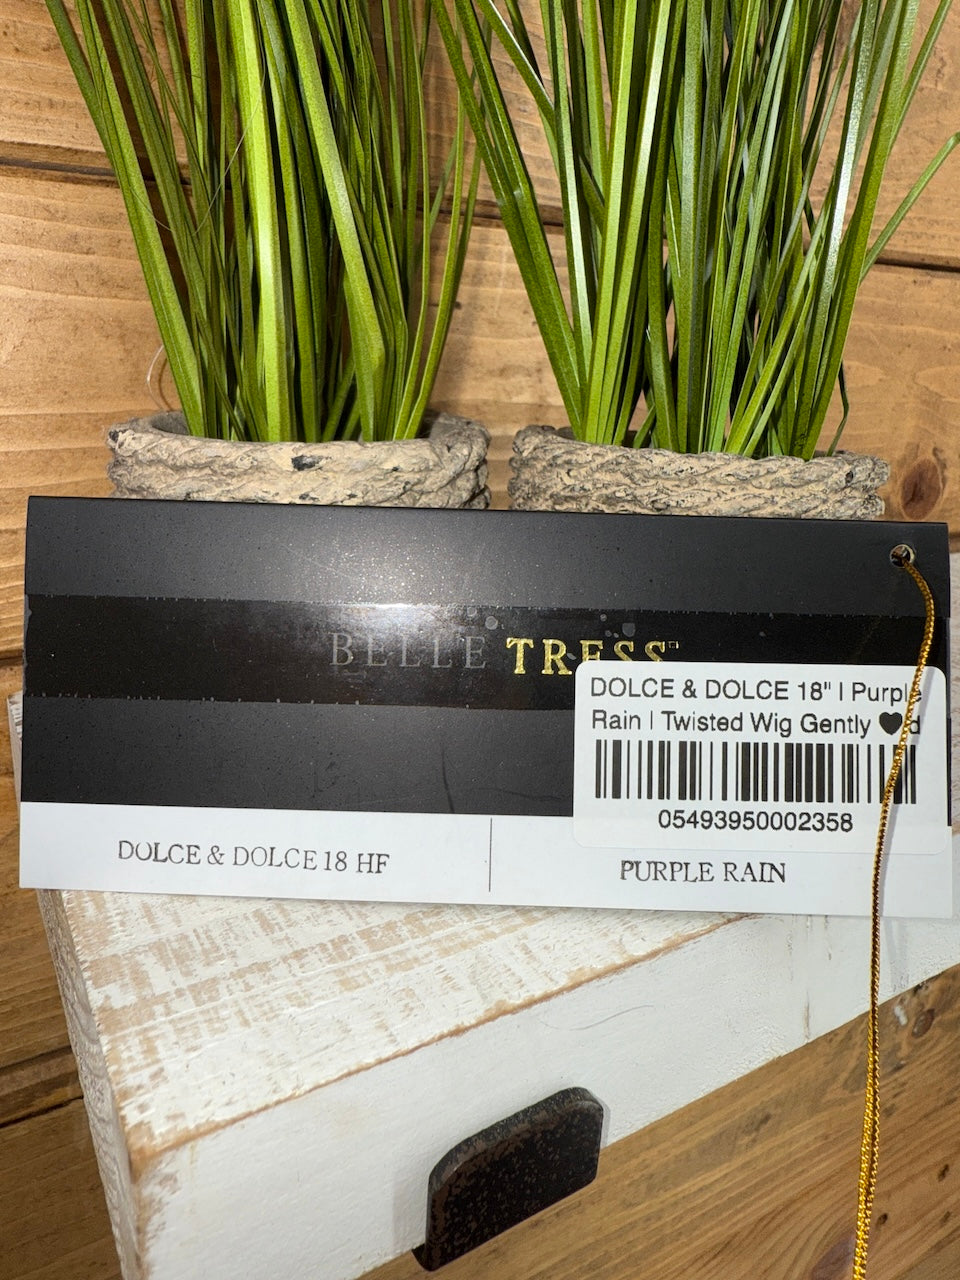 BELLE TRESS
DOLCE & DOLCE 18" | Purple
Rain | Twisted Wig Gently 🖤d
05493950002358
DOLCE & DOLCE 18 HF
PURPLE RAIN